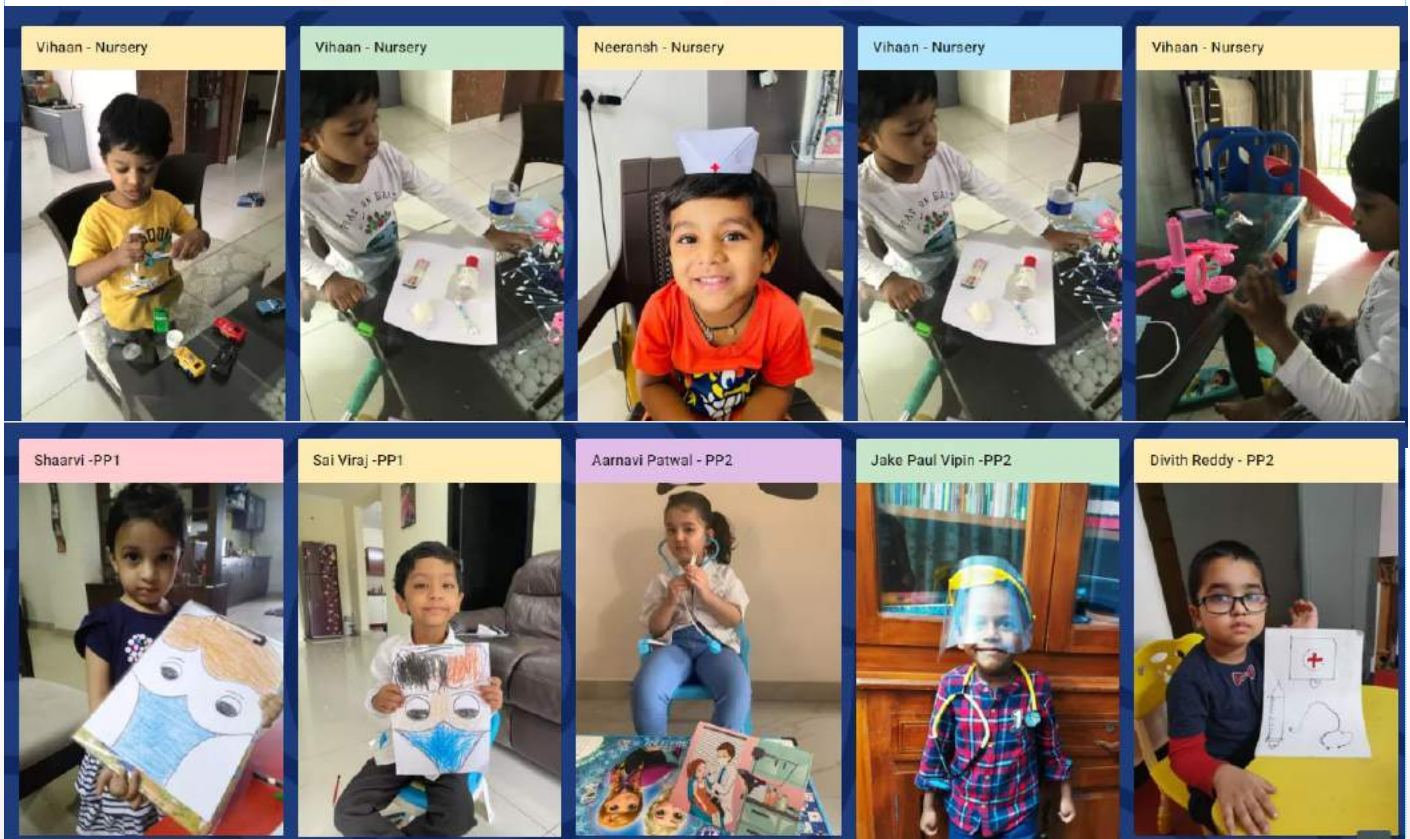 Vihaan - Nursery
Vihaan - Nursery
Neeransh - Nursery
Vihaan - Nursery
Vihaan - Nursery
Shaarvi -PP1
Sai Viraj -PP1
Aarnavi Patwal - PP2
Jake Paul Vipin -PP2
Divith Reddy - PP2